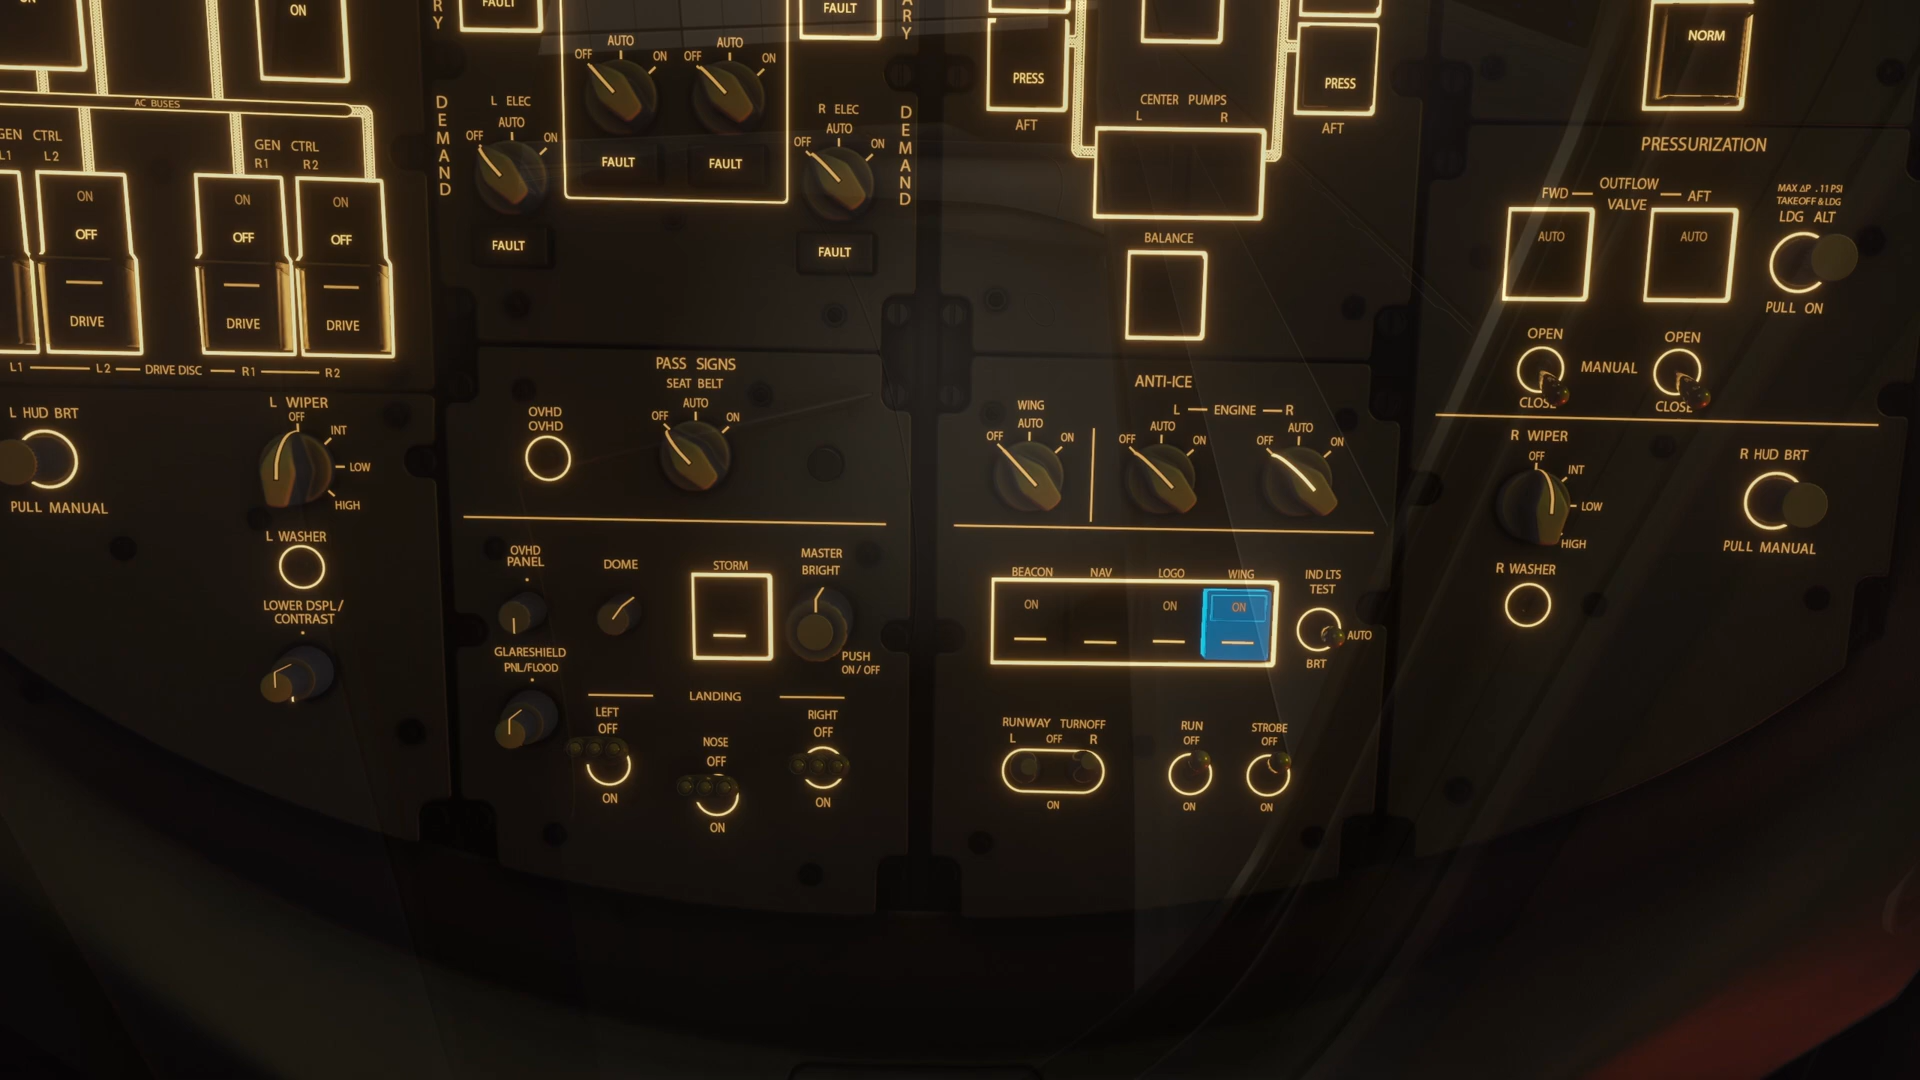 ON
ON
AC BUSES
GEN CTRL
L1 L2
GEN CTRL
R1 R2
ON
OFF
DRIVE
ON
OFF
DRIVE
ON
OFF
DRIVE
L1 L2 DRIVE DISC R1 R2
L HUD BRT
PULL MANUAL
L WIPER
OFF
INT
LOW
HIGH
L WASHER
LOWER DSPL/
CONTRAST
FAULT
FAULT
DEMAND
OFF AUTO ON
OFF AUTO ON
FAULT
FAULT
L ELEC
AUTO
OFF ON
FAULT
R ELEC
AUTO
OFF ON
FAULT
DEMAND
PASS SIGNS
SEAT BELT
AUTO
OFF ON
OVHD
OVHD
OVHD
PANEL
DOME
STORM
MASTER
BRIGHT
PUSH
ON / OFF
GLARESHIELD
PNL/FLOOD
LANDING
LEFT
OFF
ON
NOSE
OFF
ON
RIGHT
OFF
ON
PRESS
AFT
CENTER PUMPS
L R
PRESS
AFT
BALANCE
ANTI-ICE
WING
AUTO
OFF ON
L ENGINE R
AUTO
OFF ON
AUTO
OFF ON
BEACON NAV LOGO WING
ON ON ON
IND LTS
TEST
AUTO
BRT
RUNWAY TURNOFF
L OFF R
ON
RUN
OFF
ON
STROBE
OFF
ON
NORM
PRESSURIZATION
FWD OUTFLOW VALVE AFT
AUTO
AUTO
MAX ΔP .11 PSI
TAKEOFF & LDG
LDG ALT
PULL ON
OPEN
CLOSE
MANUAL
OPEN
CLOSE
R WIPER
OFF
INT
LOW
HIGH
R WASHER
R HUD BRT
PULL MANUAL